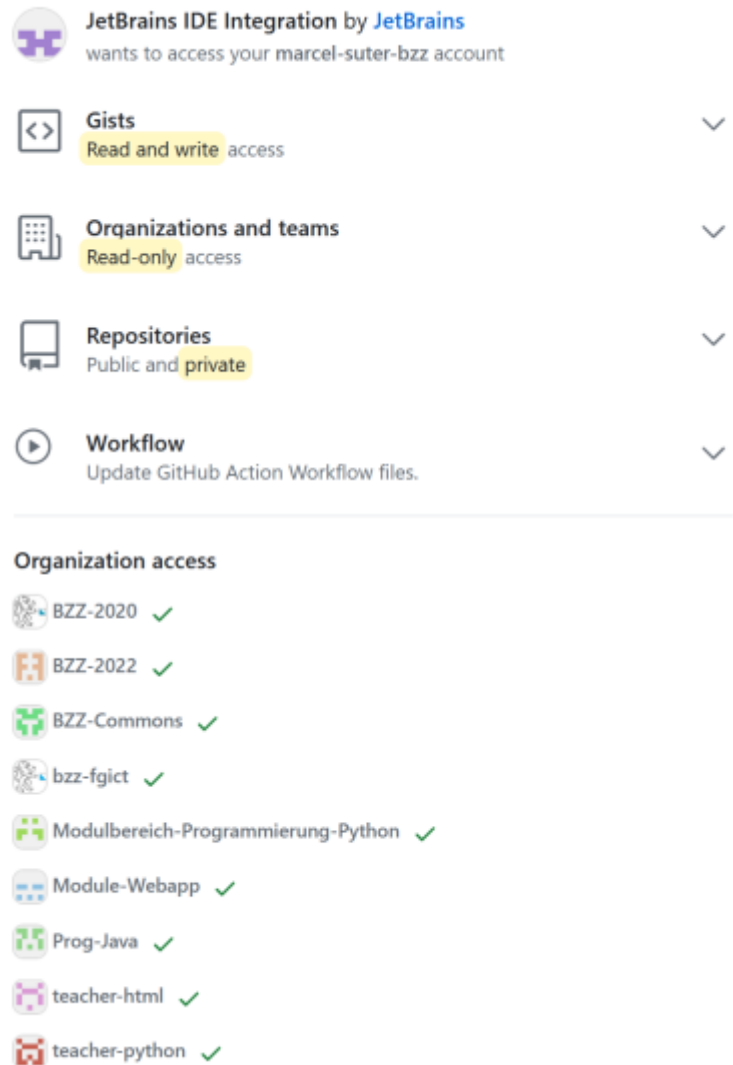 JetBrains IDE Integration by JetBrains
wants to access your marcel-suter-bzz account
Gists
Read and write access
Organizations and teams
Read-only access
Repositories
Public and private
Workflow
Update GitHub Action Workflow files.
Organization access
BZZ-2020
BZZ-2022
BZZ-Commons
bzz-fgict
Modulbereich-Programmierung-Python
Module-Webapp
Prog-Java
teacher-html
teacher-python